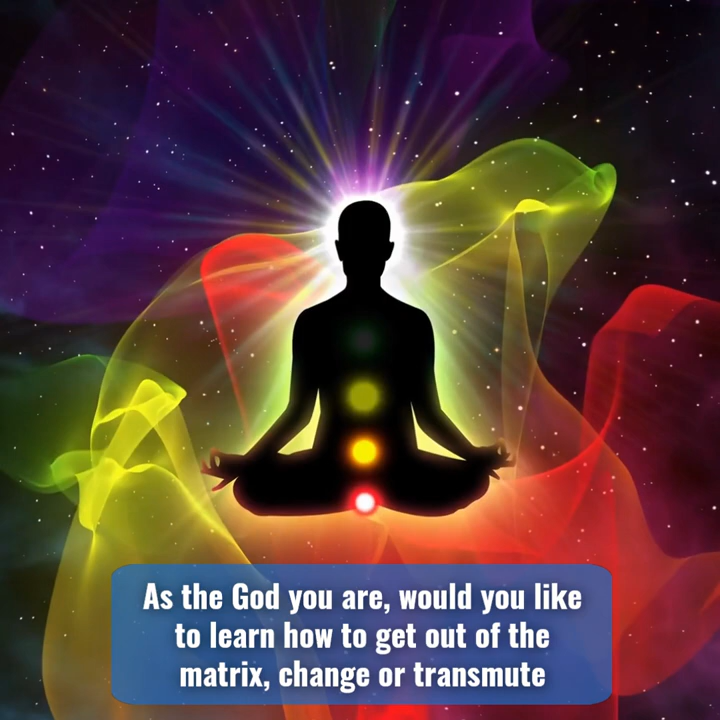 As the God you are, would you like
to learn how to get out of the
matrix, change or transmute